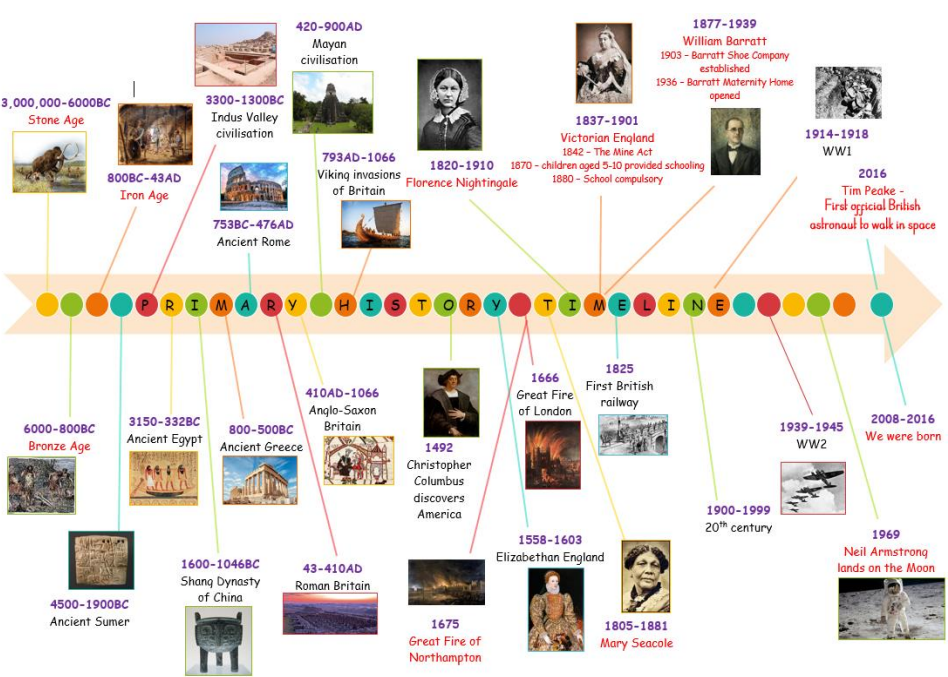 3,000,000-6000BC
Stone Age
800BC-43AD
Iron Age
3300-1300BC
Indus Valley
civilisation
753BC-476AD
Ancient Rome
420-900AD
Mayan
civilisation
793AD-1066
Viking invasions
of Britain
1820-1910
Florence Nightingale
1837-1901
Victorian England
1842 – The Mine Act
1870 – children aged 5-10 provided schooling
1880 – School compulsory
1877-1939
William Barratt
1903 – Barratt Shoe Company
established
1936 – Barratt Maternity Home
opened
1914-1918
WW1
2016
Tim Peake -
First official British
astronaut to walk in space
PRIMARY HISTORY TIMELINE
6000-800BC
Bronze Age
4500-1900BC
Ancient Sumer
3150-332BC
Ancient Egypt
1600-1046BC
Shang Dynasty
of China
800-500BC
Ancient Greece
43-410AD
Roman Britain
410AD-1066
Anglo-Saxon
Britain
1492
Christopher
Columbus
discovers
America
1675
Great Fire of
Northampton
1666
Great Fire
of London
1558-1603
Elizabethan England
1825
First British
railway
1805-1881
Mary Seacole
1900-1999
20th century
1939-1945
WW2
1969
Neil Armstrong
lands on the Moon
2008-2016
We were born